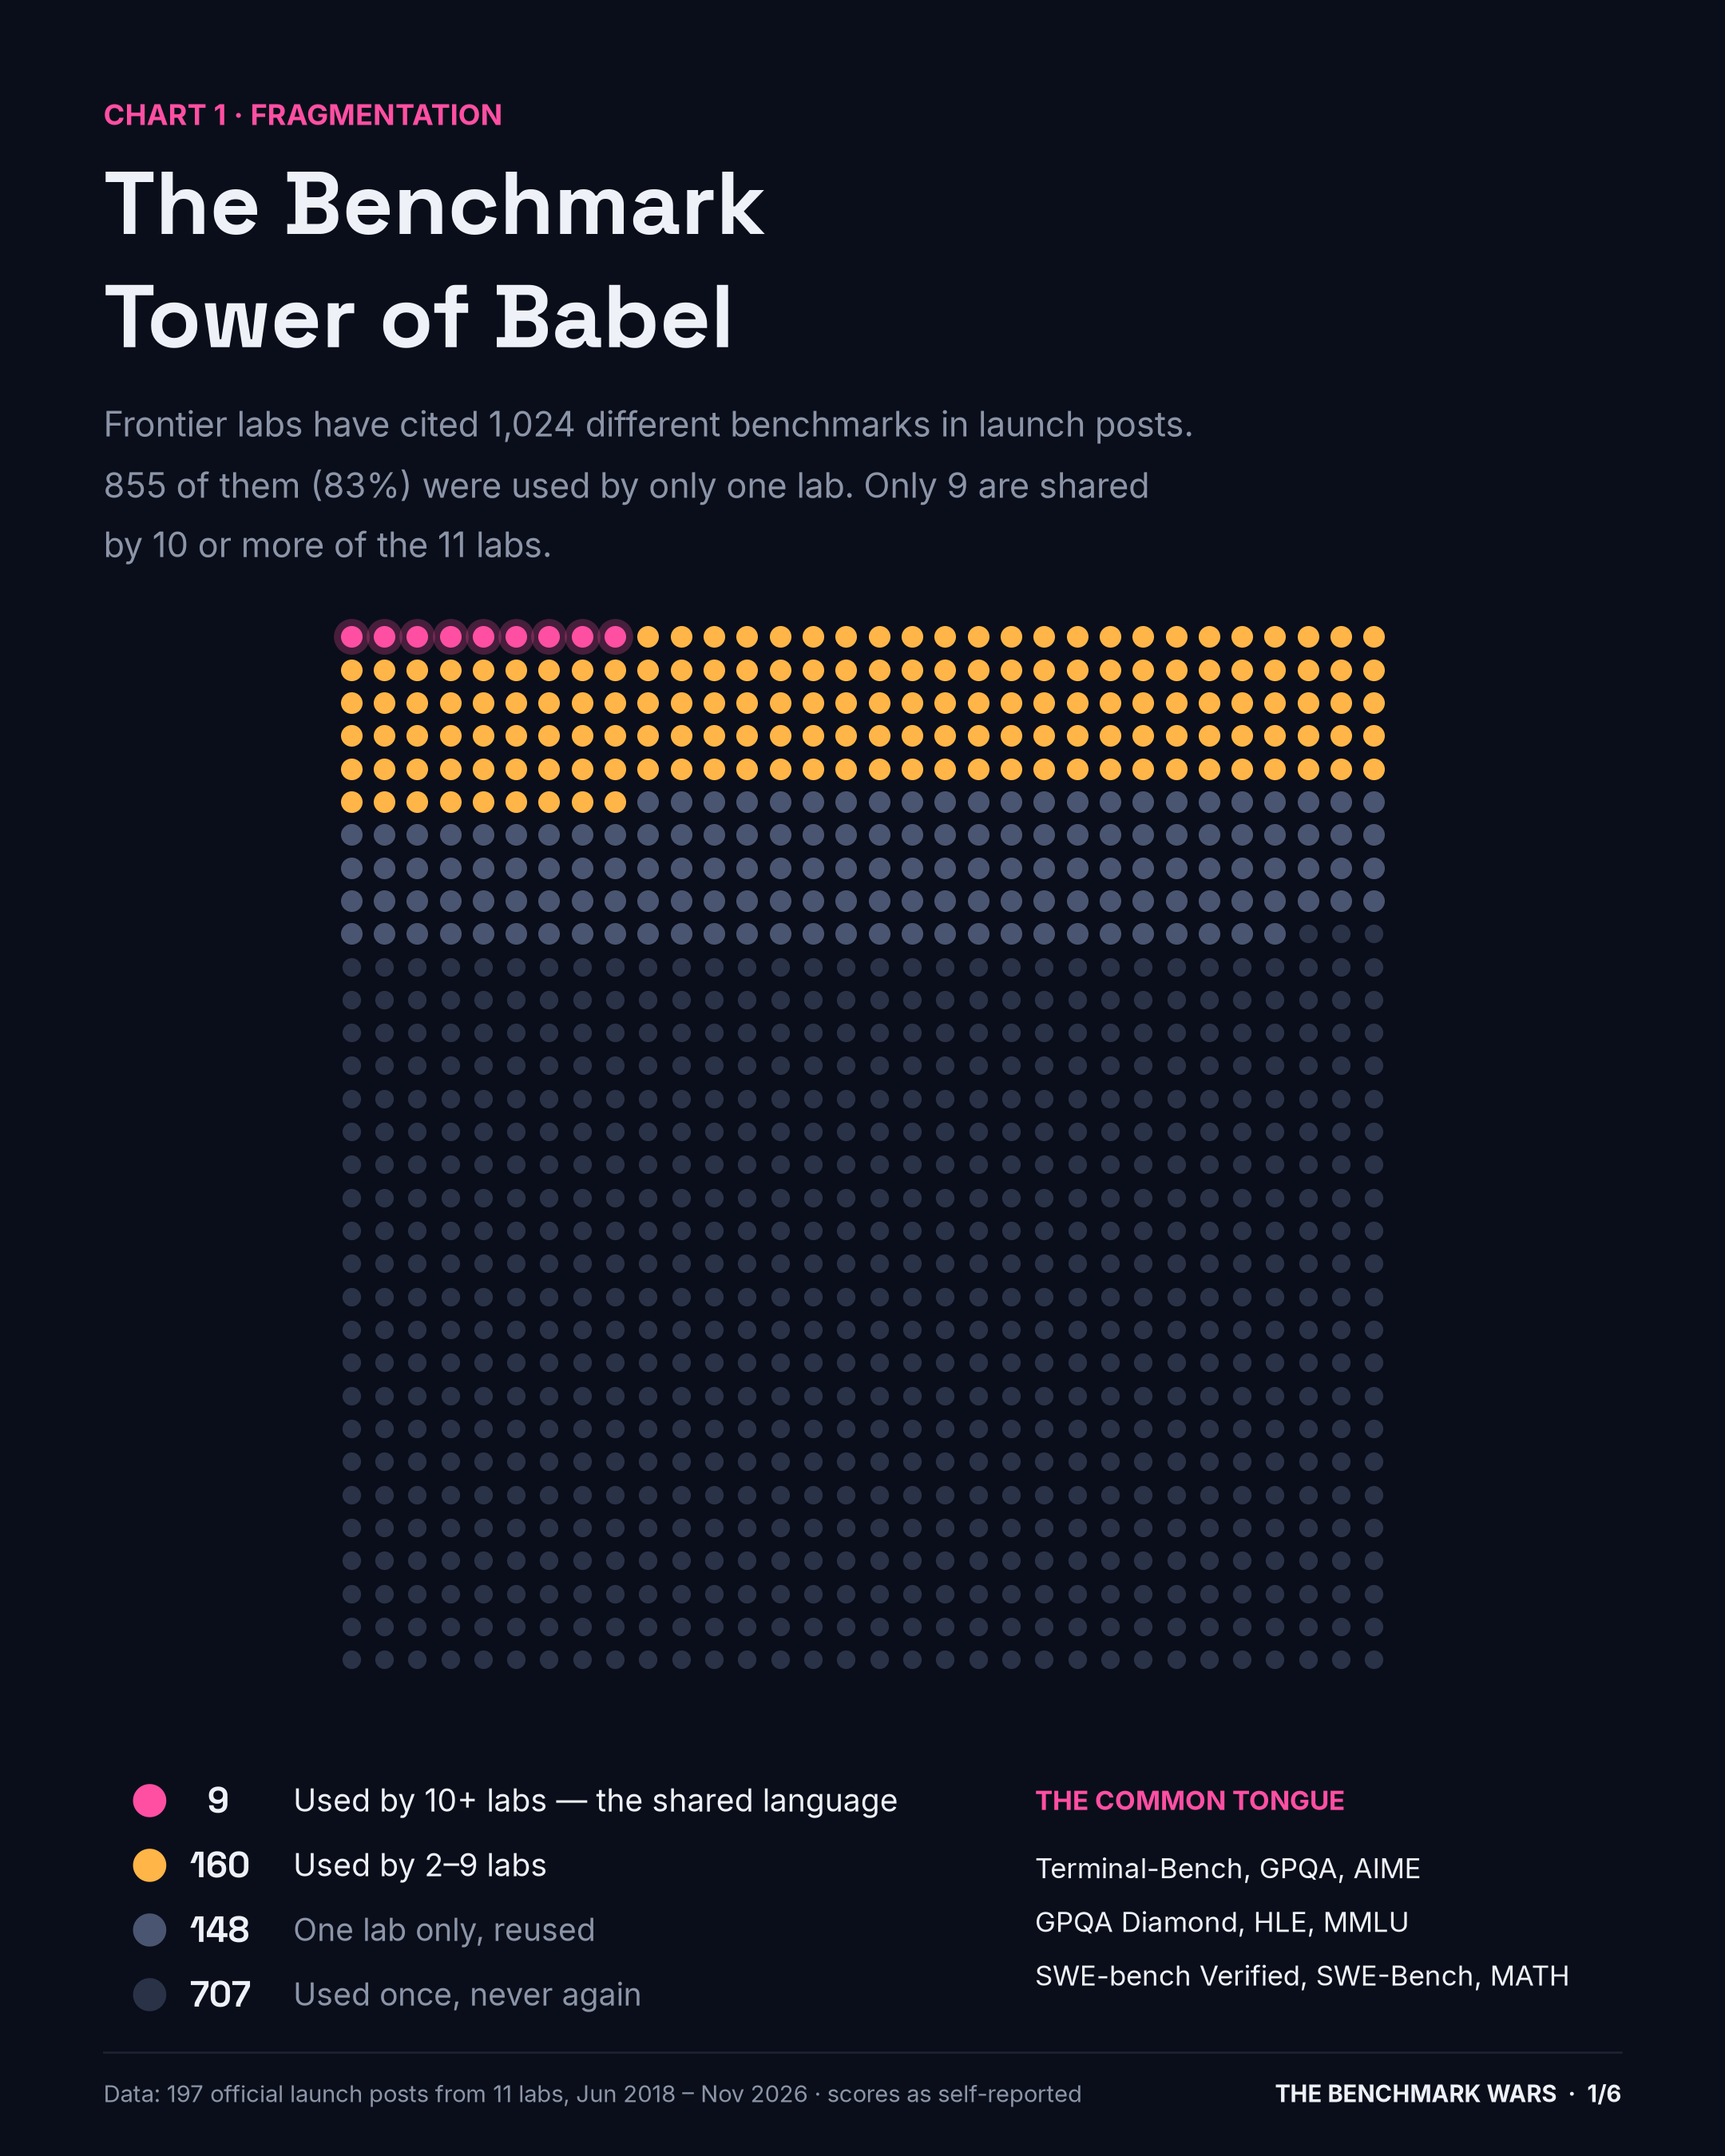 CHART 1 · FRAGMENTATION
The Benchmark
Tower of Babel
Frontier labs have cited 1,024 different benchmarks in launch posts.
855 of them (83%) were used by only one lab. Only 9 are shared
by 10 or more of the 11 labs.
9 Used by 10+ labs — the shared language
160 Used by 2–9 labs
148 One lab only, reused
707 Used once, never again
THE COMMON TONGUE
Terminal-Bench, GPQA, AIME
GPQA Diamond, HLE, MMLU
SWE-bench Verified, SWE-Bench, MATH
Data: 197 official launch posts from 11 labs, Jun 2018 – Nov 2026 · scores as self-reported
THE BENCHMARK WARS · 1/6